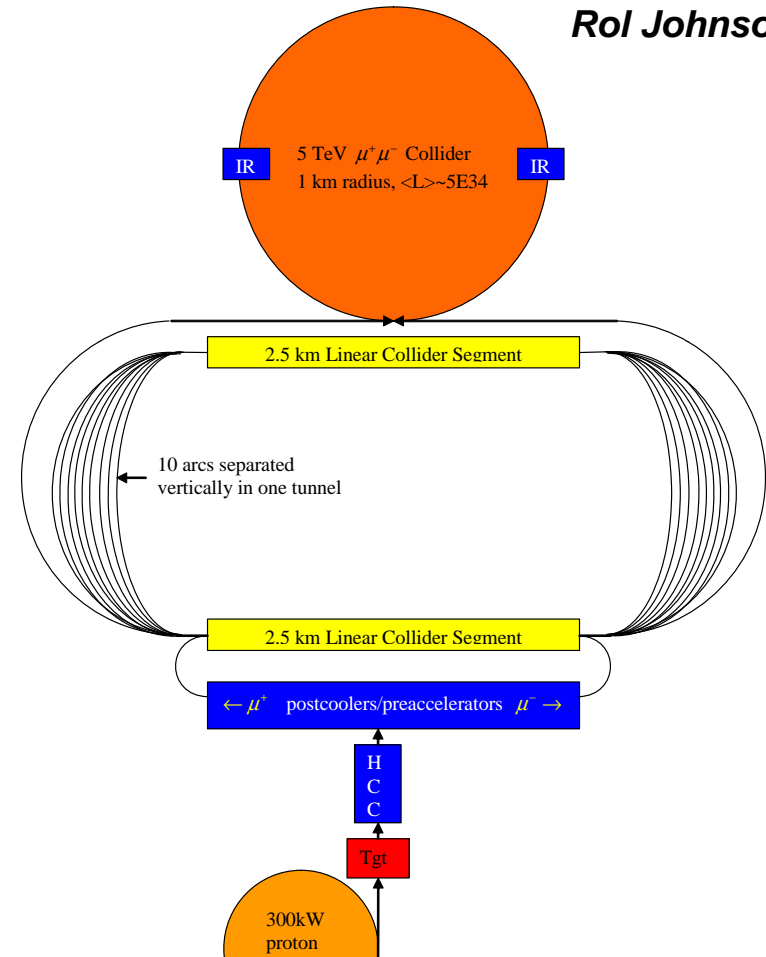 Rol Johnso
5 TeV μ⁺μ⁻ Collider
1 km radius, <L>~5E34
IR
IR
2.5 km Linear Collider Segment
10 arcs separated
vertically in one tunnel
2.5 km Linear Collider Segment
← μ⁺ postcoolers/preaccelerators μ⁻ →
H
C
C
Tgt
300kW
proton